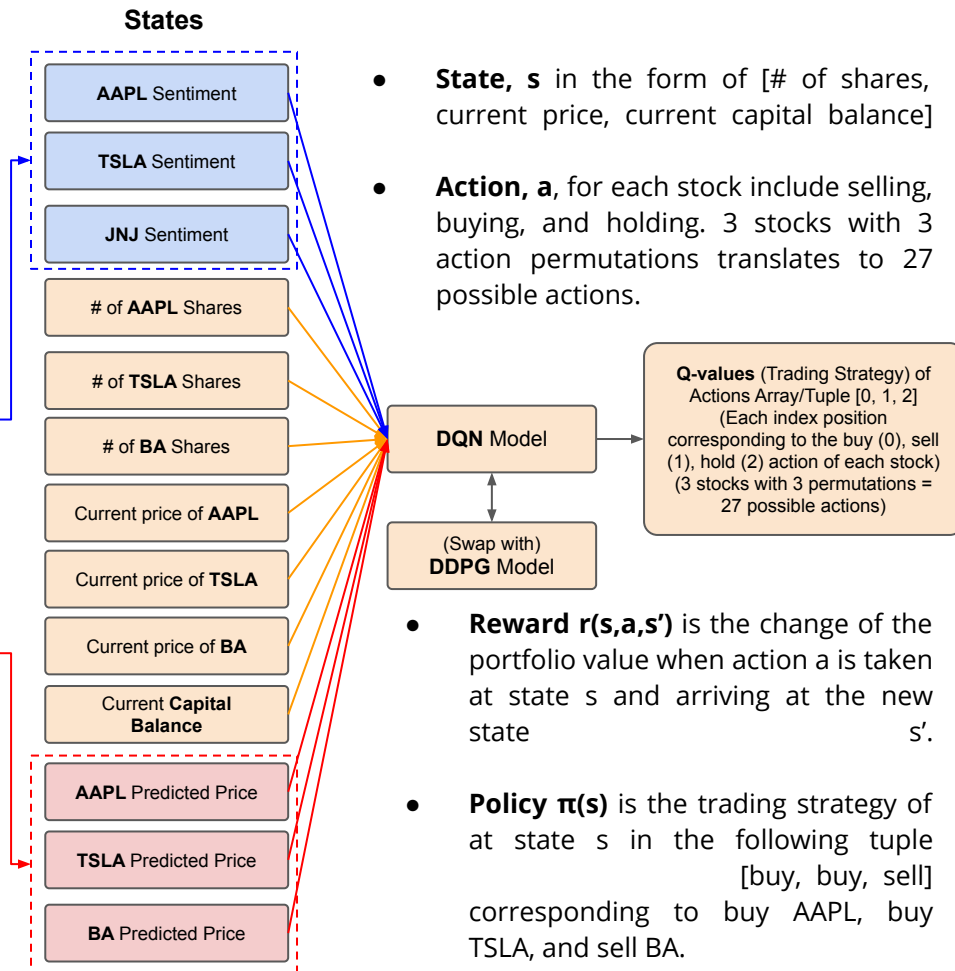 States
AAPL Sentiment
TSLA Sentiment
JNJ Sentiment
# of AAPL Shares
# of TSLA Shares
# of BA Shares
Current price of AAPL
Current price of TSLA
Current price of BA
Current Capital
Balance
AAPL Predicted Price
TSLA Predicted Price
BA Predicted Price
● State, s in the form of [# of shares,
current price, current capital balance]
● Action, a, for each stock include selling,
buying, and holding. 3 stocks with 3
action permutations translates to 27
possible actions.
DQN Model
(Swap with)
DDPG Model
Q-values (Trading Strategy) of
Actions Array/Tuple [0, 1, 2]
(Each index position
corresponding to the buy (0), sell
(1), hold (2) action of each stock)
(3 stocks with 3 permutations =
27 possible actions)
● Reward r(s,a,s’) is the change of the
portfolio value when action a is taken
at state s and arriving at the new
state s’.
● Policy π(s) is the trading strategy of
at state s in the following tuple
[buy, buy, sell]
corresponding to buy AAPL, buy
TSLA, and sell BA.